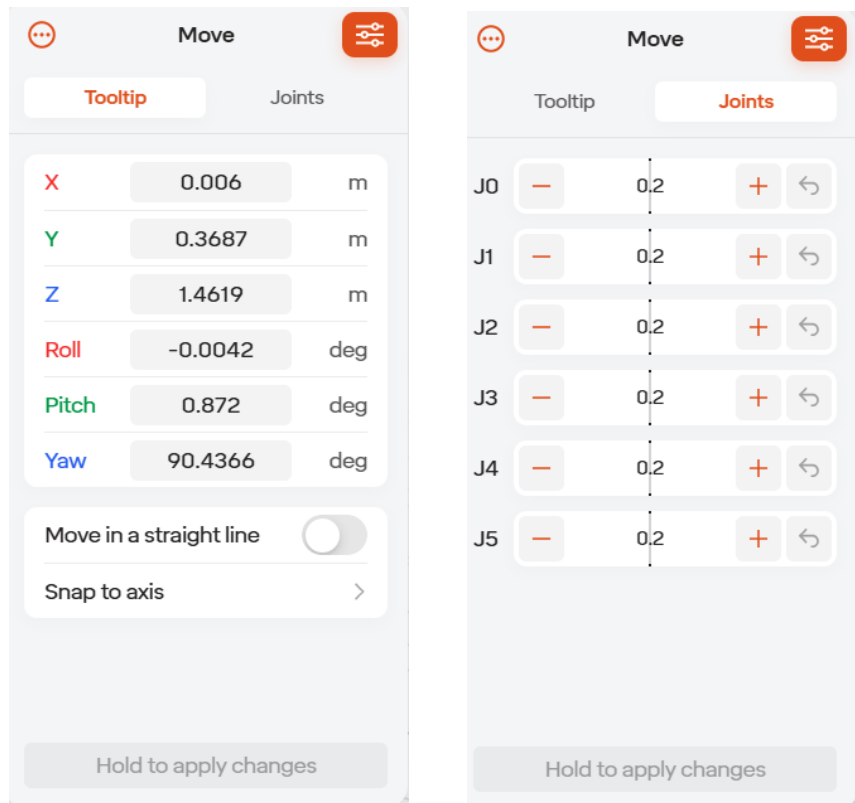 Move
Tooltip Joints
X 0.006 m
Y 0.3687 m
Z 1.4619 m
Roll -0.0042 deg
Pitch 0.872 deg
Yaw 90.4366 deg
Move in a straight line
Snap to axis
Hold to apply changes
Move
Tooltip Joints
J0 − 0.2 +
J1 − 0.2 +
J2 − 0.2 +
J3 − 0.2 +
J4 − 0.2 +
J5 − 0.2 +
Hold to apply changes